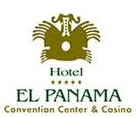 Hotel
EL PANAMA
Convention Center & Casino